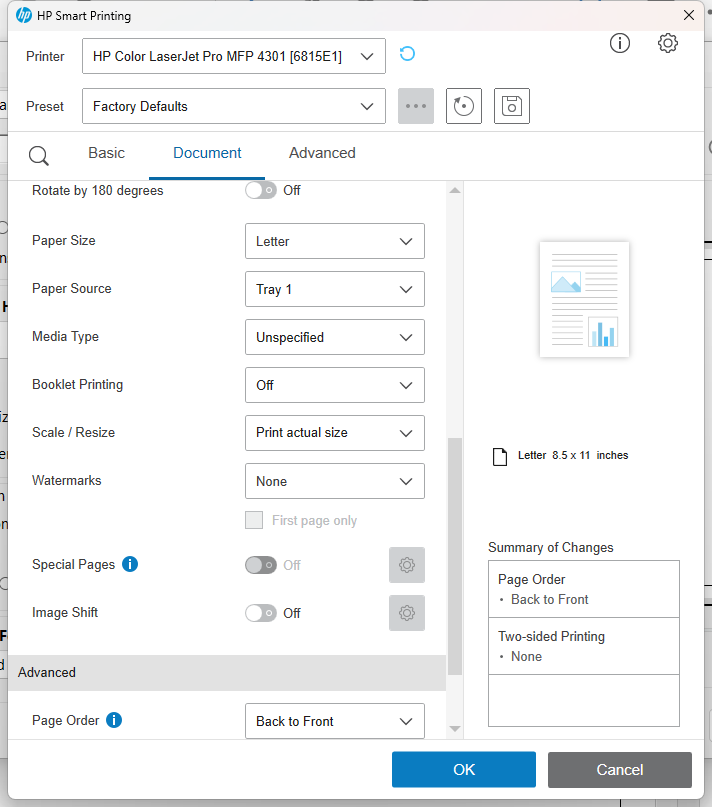 hp HP Smart Printing
Printer HP Color LaserJet Pro MFP 4301 [6815E1]
Preset Factory Defaults
Basic Document Advanced
Rotate by 180 degrees Off
Paper Size Letter
Paper Source Tray 1
Media Type Unspecified
Booklet Printing Off
Scale / Resize Print actual size
Watermarks None
First page only
Special Pages Off
Image Shift Off
Advanced
Page Order Back to Front
Letter 8.5 x 11 inches
Summary of Changes
Page Order
• Back to Front
Two-sided Printing
• None
OK Cancel